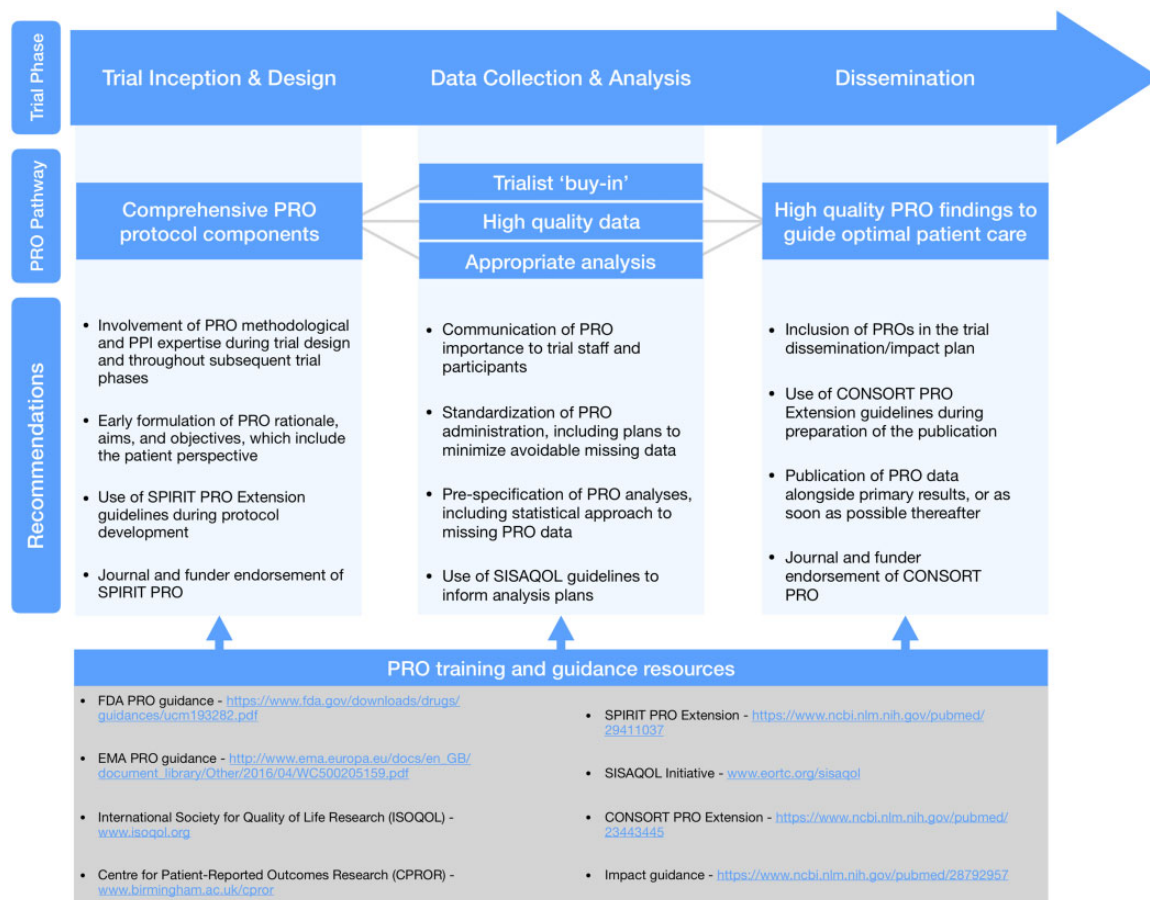 Trial Phase
Trial Inception & Design
Data Collection & Analysis
Dissemination
PRO Pathway
Comprehensive PRO
protocol components
Trialist ‘buy-in’
High quality data
Appropriate analysis
High quality PRO findings to
guide optimal patient care
Recommendations
• Involvement of PRO methodological
and PPI expertise during trial design
and throughout subsequent trial
phases
• Early formulation of PRO rationale,
aims, and objectives, which include
the patient perspective
• Use of SPIRIT PRO Extension
guidelines during protocol
development
• Journal and funder endorsement of
SPIRIT PRO
• Communication of PRO
importance to trial staff and
participants
• Standardization of PRO
administration, including plans to
minimize avoidable missing data
• Pre-specification of PRO analyses,
including statistical approach to
missing PRO data
• Use of SISAQOL guidelines to
inform analysis plans
• Inclusion of PROs in the trial
dissemination/impact plan
• Use of CONSORT PRO
Extension guidelines during
preparation of the publication
• Publication of PRO data
alongside primary results, or as
soon as possible thereafter
• Journal and funder
endorsement of CONSORT
PRO
PRO training and guidance resources
• FDA PRO guidance - https://www.fda.gov/downloads/drugs/
guidances/ucm193282.pdf
• EMA PRO guidance - http://www.ema.europa.eu/docs/en_GB/
document_library/Other/2016/04/WC500205159.pdf
• International Society for Quality of Life Research (ISOQOL) -
www.isoqol.org
• Centre for Patient-Reported Outcomes Research (CPROR) -
www.birmingham.ac.uk/cpror
• SPIRIT PRO Extension - https://www.ncbi.nlm.nih.gov/pubmed/
29411037
• SISAQOL Initiative - www.eortc.org/sisaqol
• CONSORT PRO Extension - https://www.ncbi.nlm.nih.gov/pubmed/
23443445
• Impact guidance - https://www.ncbi.nlm.nih.gov/pubmed/28792957